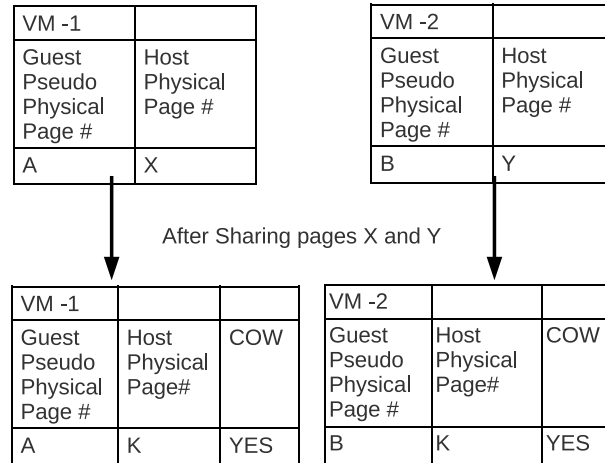 VM -1
Guest Pseudo Physical Page #
Host Physical Page #
A
X
VM -2
Guest Pseudo Physical Page #
Host Physical Page #
B
Y
After Sharing pages X and Y
VM -1
Guest Pseudo Physical Page #
Host Physical Page#
COW
A
K
YES
VM -2
Guest Pseudo Physical Page #
Host Physical Page#
COW
B
K
YES